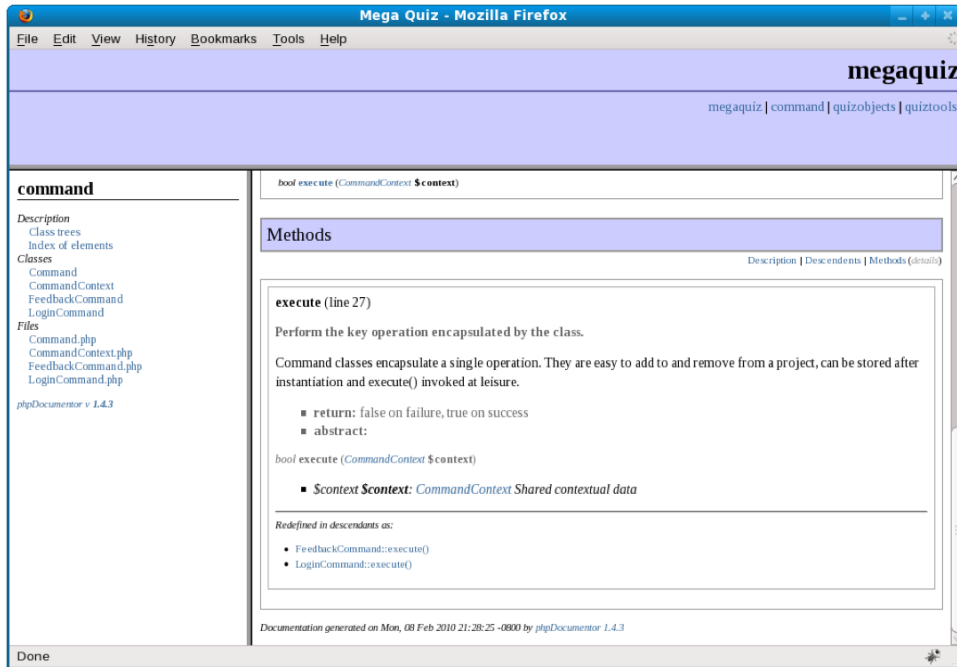 Mega Quiz - Mozilla Firefox
File Edit View History Bookmarks Tools Help
megaquiz
megaquiz | command | quizobjects | quiztools
command
Description
Class trees
Index of elements
Classes
Command
CommandContext
FeedbackCommand
LoginCommand
Files
Command.php
CommandContext.php
FeedbackCommand.php
LoginCommand.php
phpDocumentor v 1.4.3
bool execute (CommandContext $context)
Methods
Description | Descendents | Methods (details)
execute (line 27)
Perform the key operation encapsulated by the class.
Command classes encapsulate a single operation. They are easy to add to and remove from a project, can be stored after
instantiation and execute() invoked at leisure.
return: false on failure, true on success
abstract:
bool execute (CommandContext $context)
$context $context: CommandContext Shared contextual data
Redefined in descendants as:
FeedbackCommand::execute()
LoginCommand::execute()
Documentation generated on Mon, 08 Feb 2010 21:28:25 -0800 by phpDocumentor 1.4.3
Done